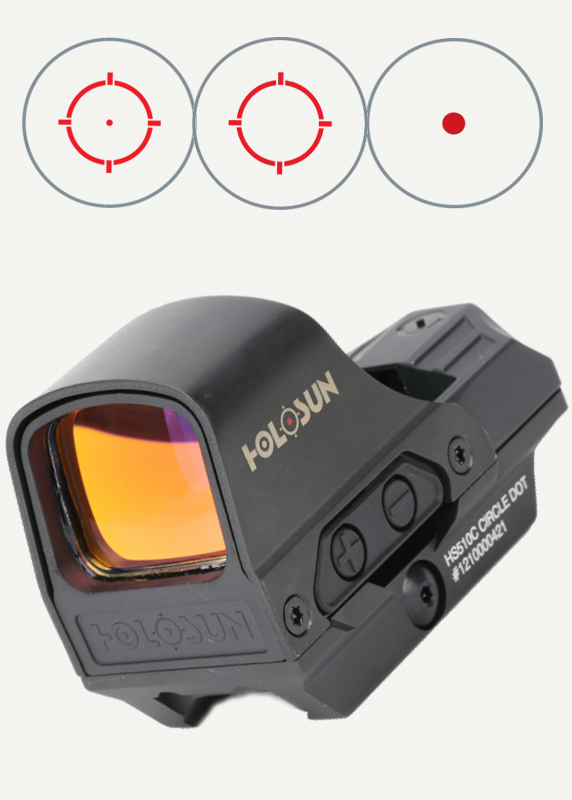 HOLOSUN
HS510C CIRCLE DOT
#1210000421
HOLOSUN